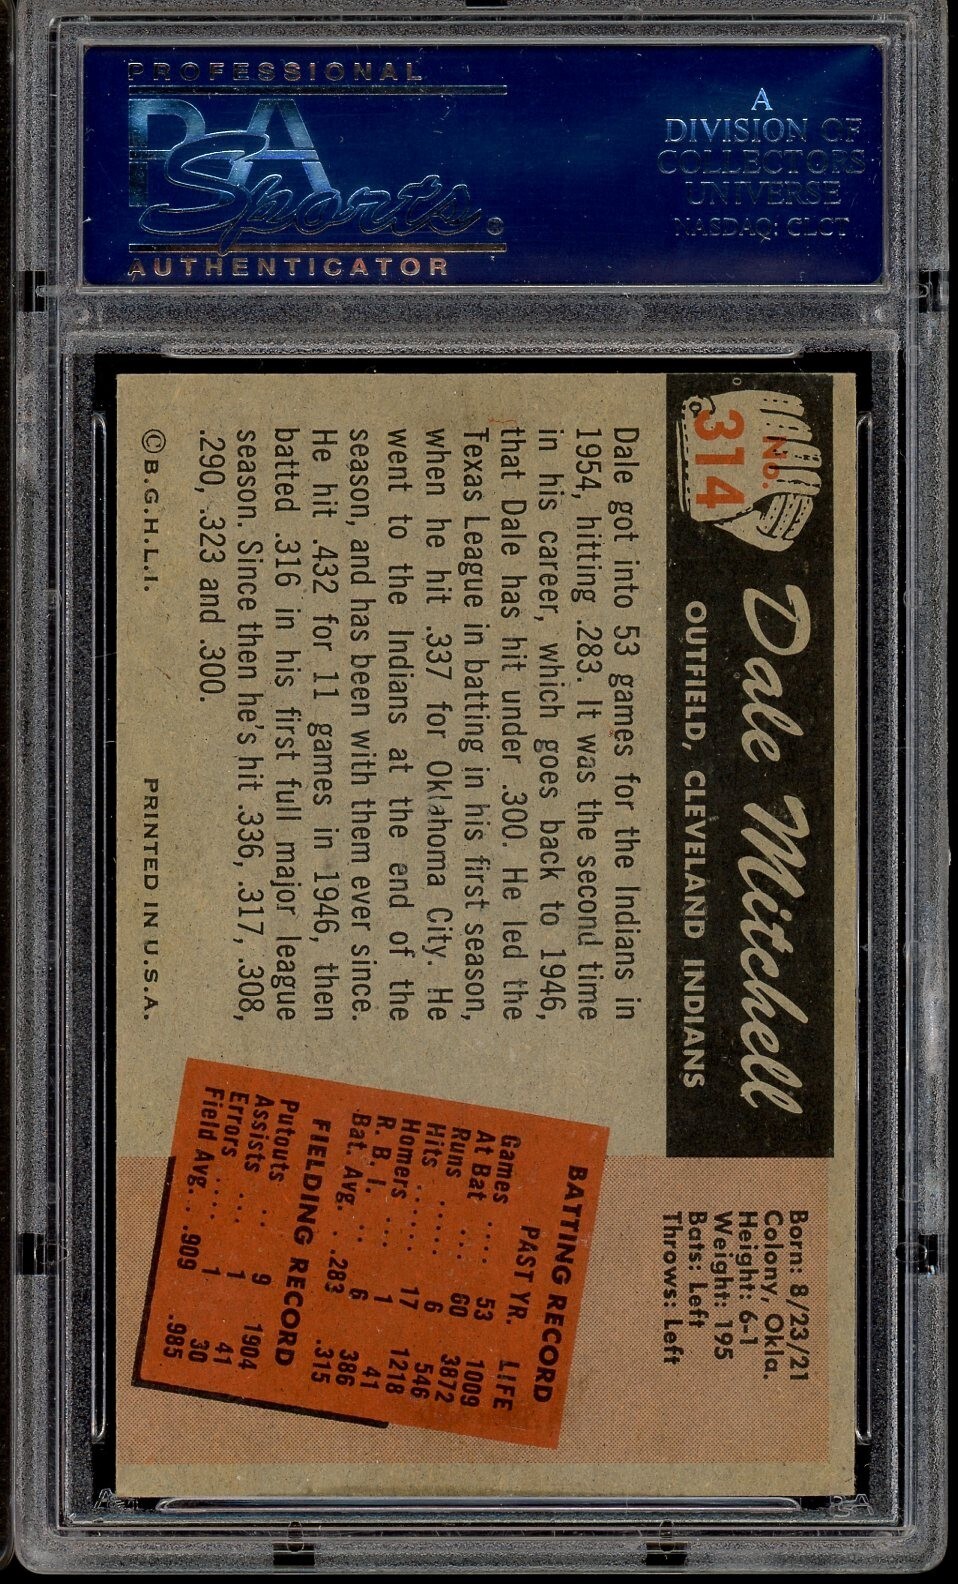 PROFESSIONAL
PSA
Sports®
AUTHENTICATOR
A
DIVISION OF
COLLECTORS
UNIVERSE
NASDAQ: CLCT
No.
314
Dale Mitchell
OUTFIELD, CLEVELAND INDIANS
Born: 8/23/21
Colony, Okla.
Height: 6-1
Weight: 195
Bats: Left
Throws: Left
Dale got into 53 games for the Indians in
1954, hitting .283. It was the second time
in his career, which goes back to 1946,
that Dale has hit under .300. He led the
Texas League in batting in his first season,
when he hit .337 for Oklahoma City. He
went to the Indians at the end of the
season, and has been with them ever since.
He hit .432 for 11 games in 1946, then
batted .316 in his first full major league
season. Since then he's hit .336, .317, .308,
.290, .323 and .300.
BATTING RECORD
PAST YR. LIFE
Games .... 53 1009
At Bat ... 60 3872
Runs ..... 6 546
Hits ..... 17 1218
Homers .... 1 41
R. B. I. .. 6 386
Bat. Avg. .. .283 .315
FIELDING RECORD
Putouts .. 9 1904
Assists ... 1 41
Errors .... 1 30
Field Avg. . .909 .985
© B.G.H.L.I. PRINTED IN U.S.A.